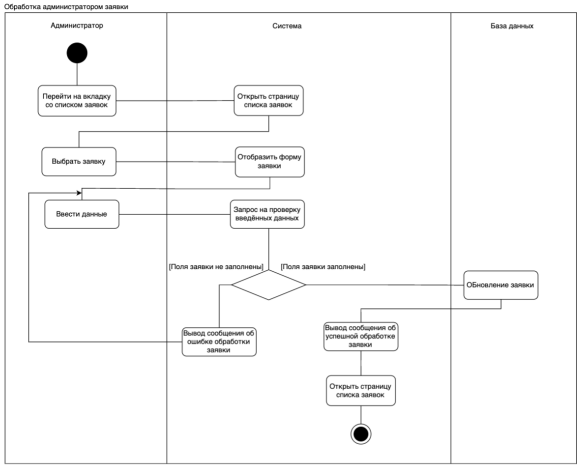 Обработка администратором заявки
Администратор
Система
База данных
Перейти на вкладку
со списком заявок
Открыть страницу
списка заявок
Выбрать заявку
Отобразить форму
заявки
Ввести данные
Запрос на проверку
введённых данных
[Поля заявки не заполнены]
[Поля заявки заполнены]
ОБновление заявки
Вывод сообщения об
ошибке обработки
заявки
Вывод сообщения об
успешной обработке
заявки
Открыть страницу
списка заявок